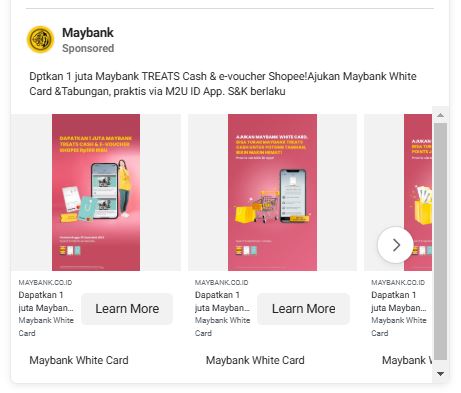 Maybank
Sponsored
Dptkan 1 juta Maybank TREATS Cash & e-voucher Shopee!Ajukan Maybank White
Card &Tabungan, praktis via M2U ID App. S&K berlaku
DAPATKAN 1 JUTA MAYBANK
TREATS CASH & E-VOUCHER
SHOPEE
AJUKAN MAYBANK WHITE CARD,
BISA TUKAR MAYBANK TREATS
CASH UNTUK POTONG TAGIHAN,
BIKIN MAKIN HEMAT!
MAYBANK.CO.ID
Dapatkan 1
juta Mayban...
Maybank White
Card
Learn More
Maybank White Card
MAYBANK.CO.ID
Dapatkan 1
juta Mayban...
Maybank White
Card
Learn More
Maybank White Card
MAYBANK.CO.ID
Dapatkan 1
juta Mayban...
Maybank White
Card
Maybank